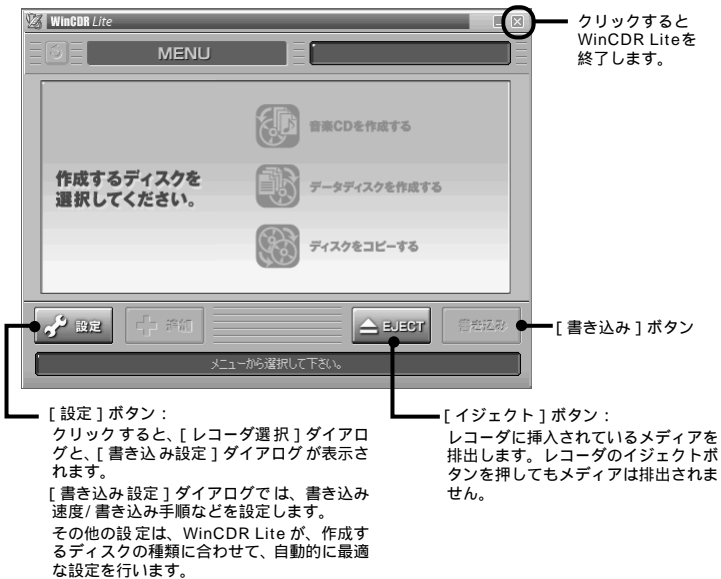 WinCDR Lite
クリックすると
WinCDR Liteを
終了します。
MENU
音楽CDを作成する
作成するディスクを
選択してください。
データディスクを作成する
ディスクをコピーする
設定
追加
EJECT
書き込み
[ 書き込み ] ボタン
メニューから選択して下さい。
[ 設定 ] ボタン :
クリックすると、[ レコーダ選択 ] ダイアロ
グと、[ 書き込み設定 ] ダイアログが表示さ
れます。
[ 書き込み設定 ] ダイアログでは、書き込み
速度/ 書き込み手順などを設定します。
その他の設定は、WinCDR Lite が、作成す
るディスクの種類に合わせて、自動的に最適
な設定を行います。
[ イジェクト ] ボタン :
レコーダに挿入されているメディアを
排出します。レコーダのイジェクトボ
タンを押してもメディアは排出されま
せん。